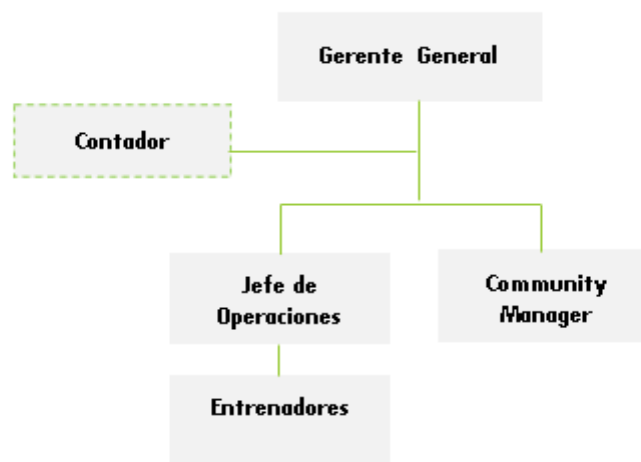 Gerente General
Contador
Jefe de
Operaciones
Community
Manager
Entrenadores